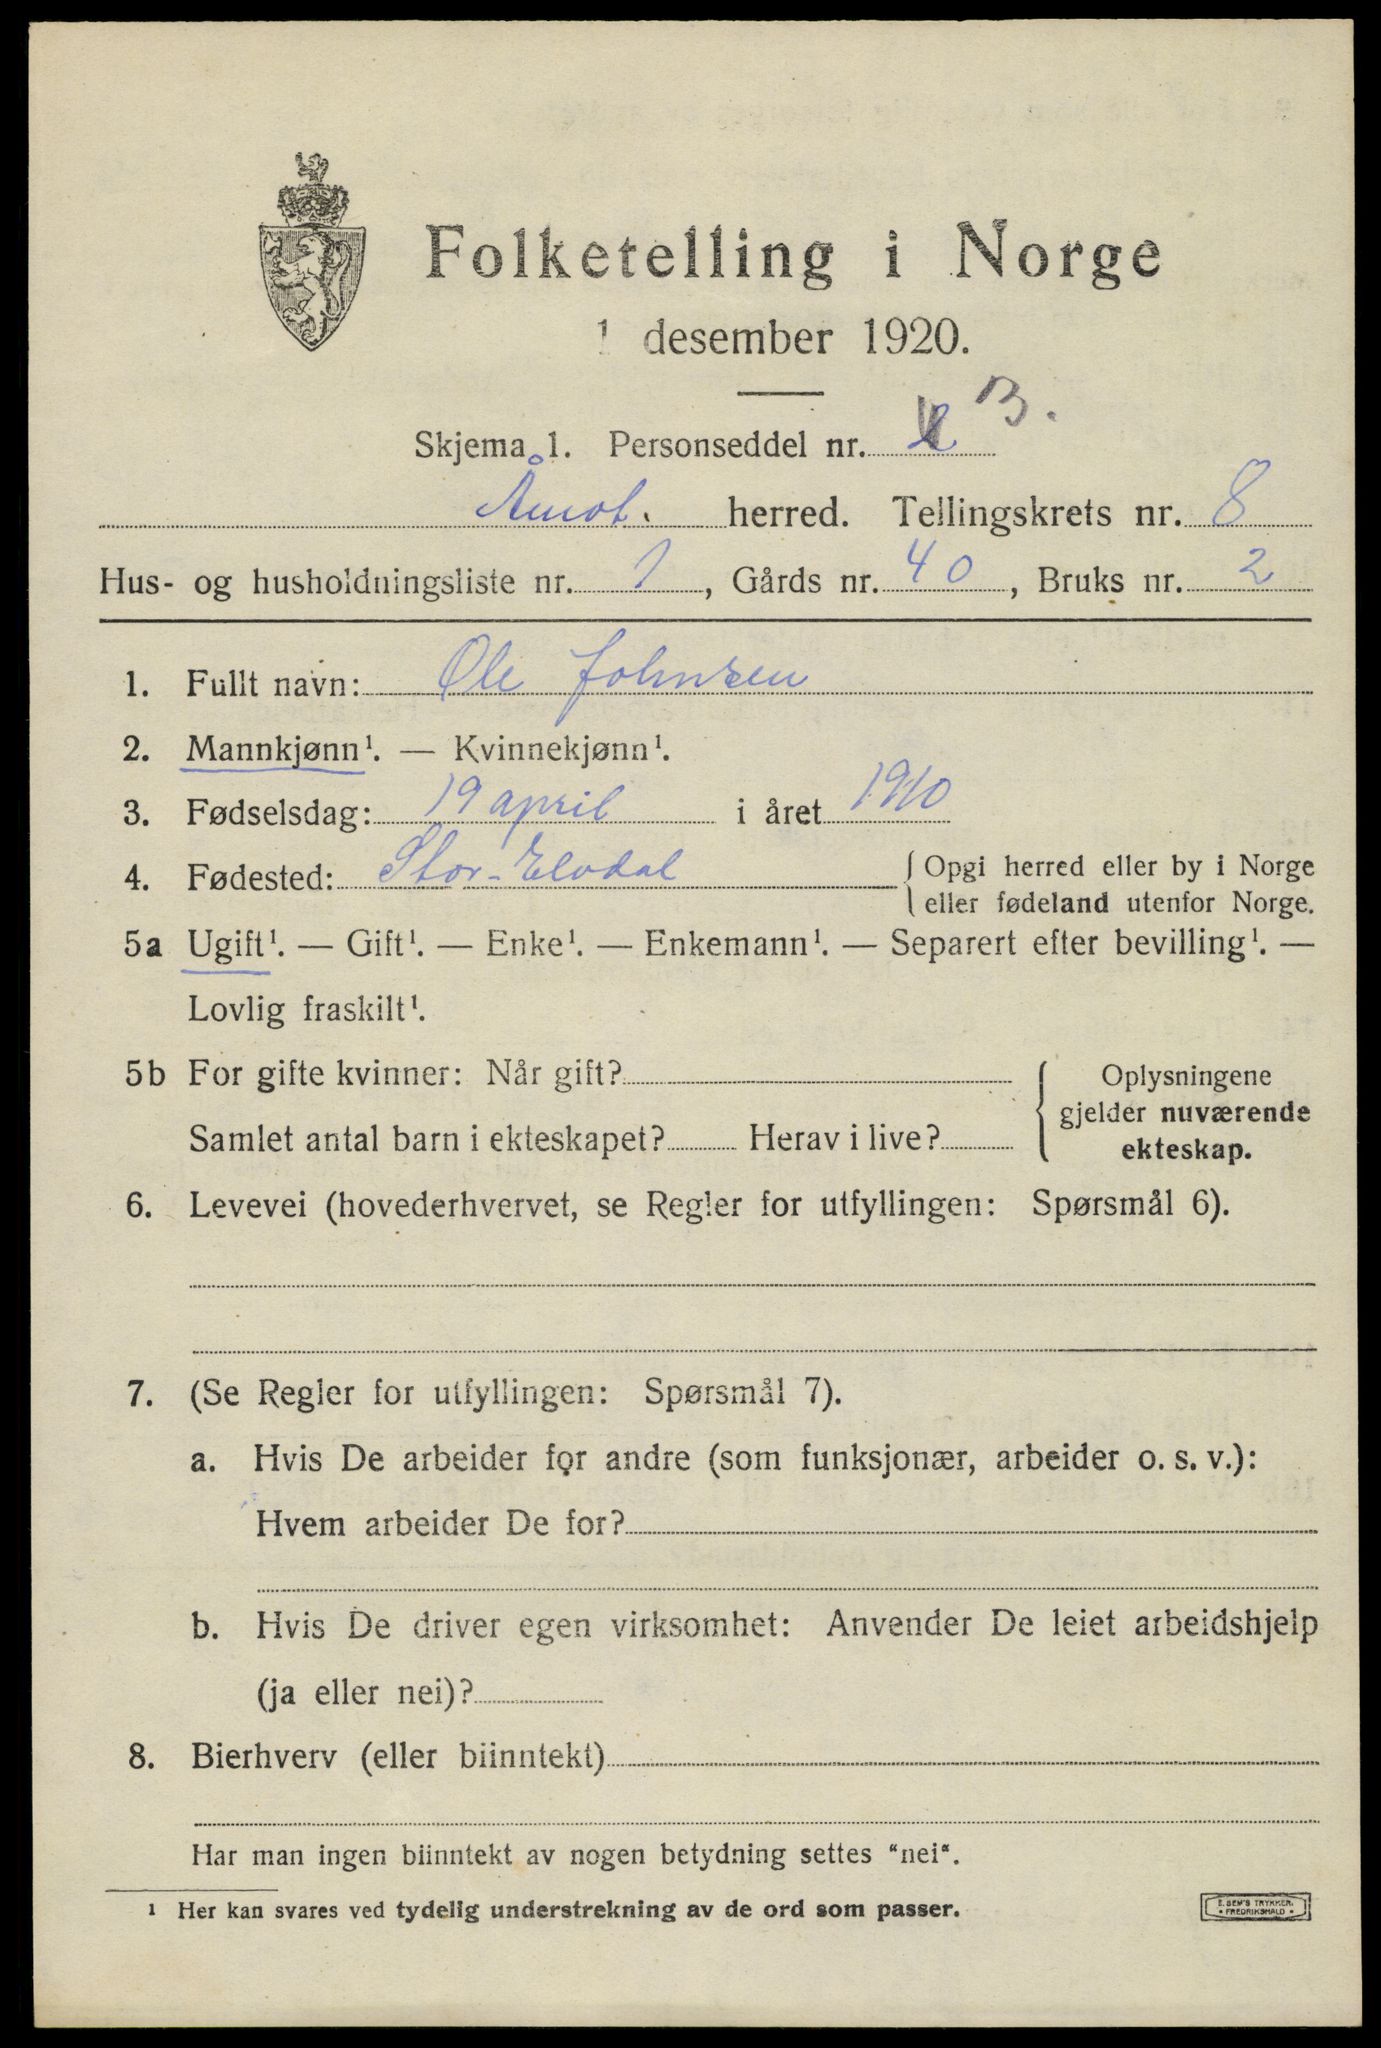 Folketelling i Norge
1 desember 1920.
Skjema 1. Personseddel nr. 3.
Åmot. herred. Tellingskrets nr. 8
Hus- og husholdningsliste nr. 1, Gårds nr. 40, Bruks nr. 2
1. Fullt navn: Ole Johnsen
2. Mannkjønn¹. — Kvinnekjønn¹.
3. Fødselsdag: 19 april i året 1910
4. Fødested: Stor-Elvdal { Opgi herred eller by i Norge
eller fødeland utenfor Norge.
5a Ugift¹. — Gift¹. — Enke¹. — Enkemann¹. — Separert efter bevilling¹. —
Lovlig fraskilt¹.
5b For gifte kvinner: Når gift?
Samlet antal barn i ekteskapet? Herav i live?
Oplysningene
gjelder nuværende
ekteskap.
6. Levevei (hovederhvervet, se Regler for utfyllingen: Spørsmål 6).
7. (Se Regler for utfyllingen: Spørsmål 7).
a. Hvis De arbeider for andre (som funksjonær, arbeider o. s. v.):
Hvem arbeider De for?
b. Hvis De driver egen virksomhet: Anvender De leiet arbeidshjelp
(ja eller nei)?
8. Bierhverv (eller biinntekt)
Har man ingen biinntekt av nogen betydning settes "nei".
¹ Her kan svares ved tydelig understrekning av de ord som passer.
E. SEM'S TRYKKERI
• FREDRIKSHALD •